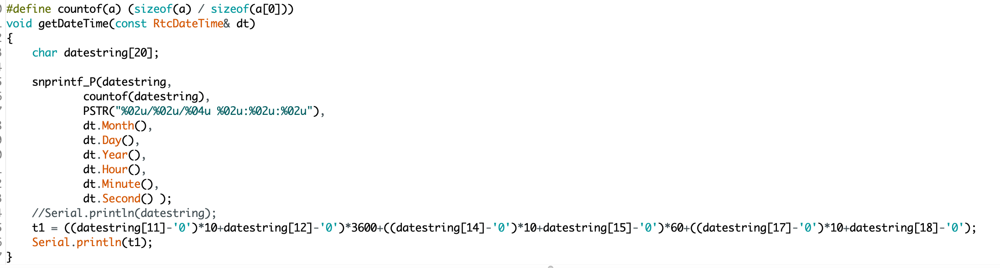 #define countof(a) (sizeof(a) / sizeof(a[0]))
void getDateTime(const RtcDateTime& dt)
{
    char datestring[20];

    snprintf_P(datestring,
            countof(datestring),
            PSTR("%02u/%02u/%04u %02u:%02u:%02u"),
            dt.Month(),
            dt.Day(),
            dt.Year(),
            dt.Hour(),
            dt.Minute(),
            dt.Second() );
    //Serial.println(datestring);
    t1 = ((datestring[11]-'0')*10+datestring[12]-'0')*3600+((datestring[14]-'0')*10+datestring[15]-'0')*60+((datestring[17]-'0')*10+datestring[18]-'0');
    Serial.println(t1);
}